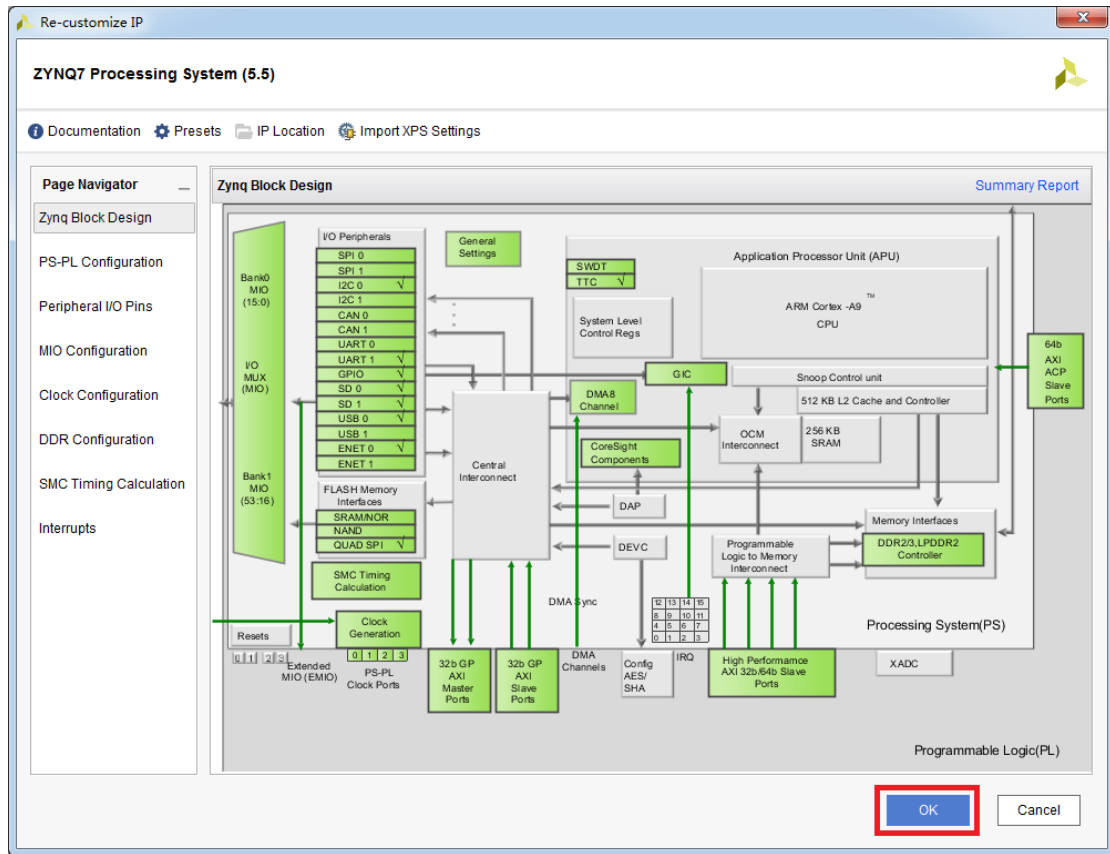 Re-customize IP
ZYNQ7 Processing System (5.5)
Documentation Presets IP Location Import XPS Settings
Page Navigator
Zynq Block Design
PS-PL Configuration
Peripheral I/O Pins
MIO Configuration
Clock Configuration
DDR Configuration
SMC Timing Calculation
Interrupts
Zynq Block Design
Summary Report
Bank0
MIO
(15:0)
I/O
MUX
(MIO)
Bank1
MIO
(53:16)
I/O Peripherals
SPI 0
SPI 1
I2C 0 √
I2C 1
CAN 0
CAN 1
UART 0
UART 1 √
GPIO √
SD 0 √
SD 1 √
USB 0 √
USB 1
ENET 0 √
ENET 1
FLASH Memory
Interfaces
SRAM/NOR
NAND
QUAD SPI √
SMC Timing
Calculation
General
Settings
Application Processor Unit (APU)
SWDT
TTC √
System Level
Control Regs
ARM Cortex -A9 TM
CPU
GIC
Snoop Control unit
512 KB L2 Cache and Controller
DMA8
Channel
CoreSight
Components
OCM
Interconnect
256 KB
SRAM
64b
AXI
ACP
Slave
Ports
Central
Interconnect
DAP
DEVC
Programmable
Logic to Memory
Interconnect
Memory Interfaces
DDR2/3,LPDDR2
Controller
DMA Sync
12 13 14 15
8 9 10 11
4 5 6 7
0 1 2 3
Processing System(PS)
Resets
0 1 2 3
Clock
Generation
0 1 2 3
Extended
MIO (EMIO)
PS-PL
Clock Ports
32b GP
AXI
Master
Ports
32b GP
AXI
Slave
Ports
DMA
Channels
Config
AES/
SHA
IRQ
High Performamce
AXI 32b/64b Slave
Ports
XADC
Programmable Logic(PL)
OK
Cancel